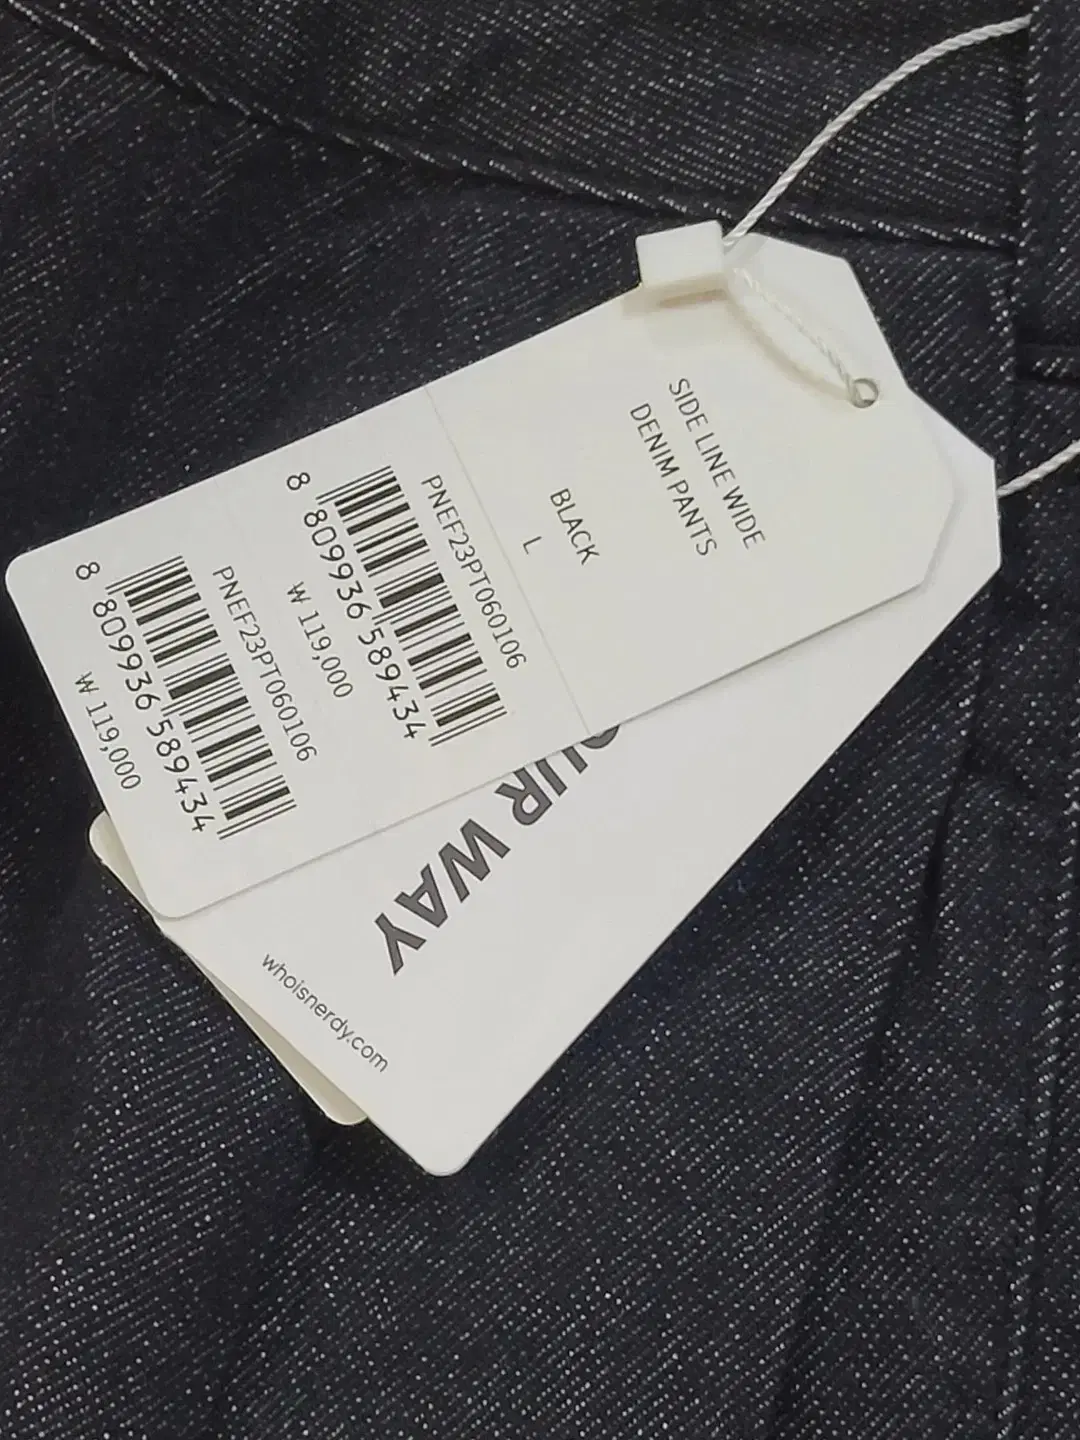 SIDE LINE WIDE
DENIM PANTS
BLACK
L
PNEF23PT060106
8 809936 589434
₩ 119,000
PNEF23PT060106
8 809936 589434
₩ 119,000
OUR WAY
whoisnerdy.com